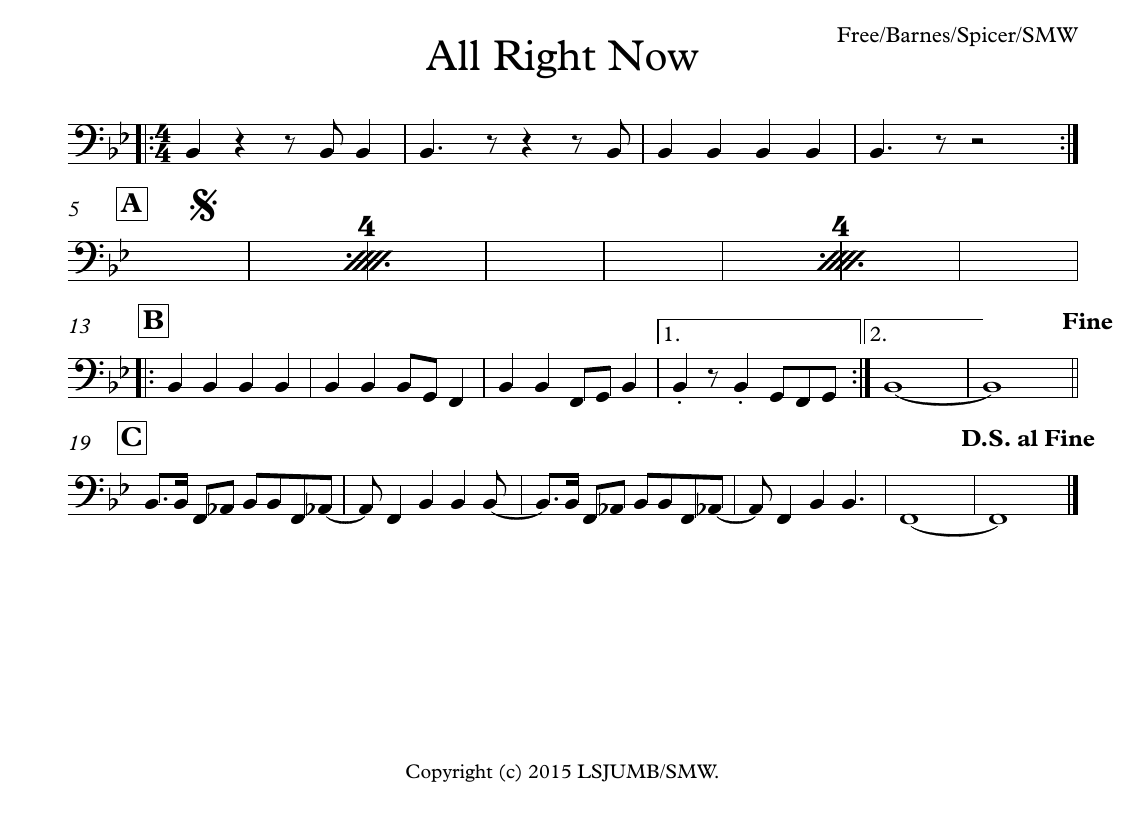 Free/Barnes/Spicer/SMW
All Right Now
4
4
5 A
4 4
13 B 1. 2. Fine
19 C D.S. al Fine
Copyright (c) 2015 LSJUMB/SMW.